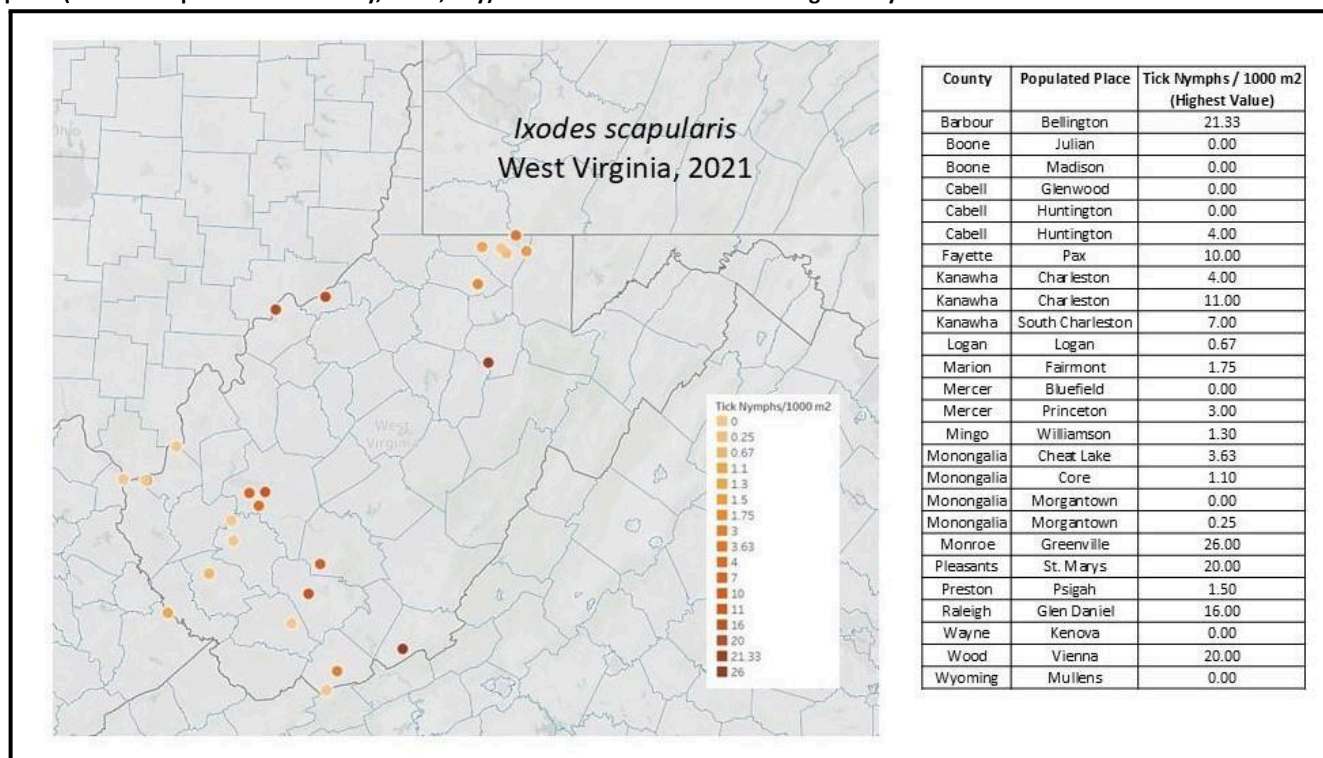 Ixodes scapularis
West Virginia, 2021
Ohio
West
Virginia
Tick Nymphs/1000 m2
0
0.25
0.67
1.1
1.3
1.5
1.75
3
3.63
4
7
10
11
16
20
21.33
26
County Populated Place Tick Nymphs / 1000 m2
(Highest Value)
Barbour Bellington 21.33
Boone Julian 0.00
Boone Madison 0.00
Cabell Glenwood 0.00
Cabell Huntington 0.00
Cabell Huntington 4.00
Fayette Pax 10.00
Kanawha Charleston 4.00
Kanawha Charleston 11.00
Kanawha South Charleston 7.00
Logan Logan 0.67
Marion Fairmont 1.75
Mercer Bluefield 0.00
Mercer Princeton 3.00
Mingo Williamson 1.30
Monongalia Cheat Lake 3.63
Monongalia Core 1.10
Monongalia Morgantown 0.00
Monongalia Morgantown 0.25
Monroe Greenville 26.00
Pleasants St. Marys 20.00
Preston Psigah 1.50
Raleigh Glen Daniel 16.00
Wayne Kenova 0.00
Wood Vienna 20.00
Wyoming Mullens 0.00